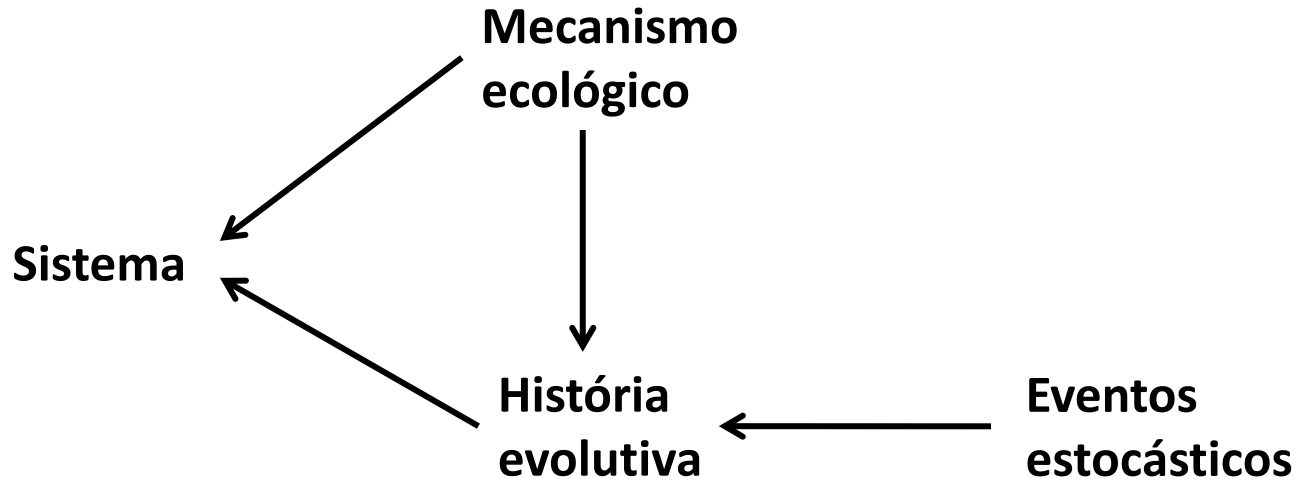 Mecanismo
ecológico
Sistema
História
evolutiva
Eventos
estocásticos